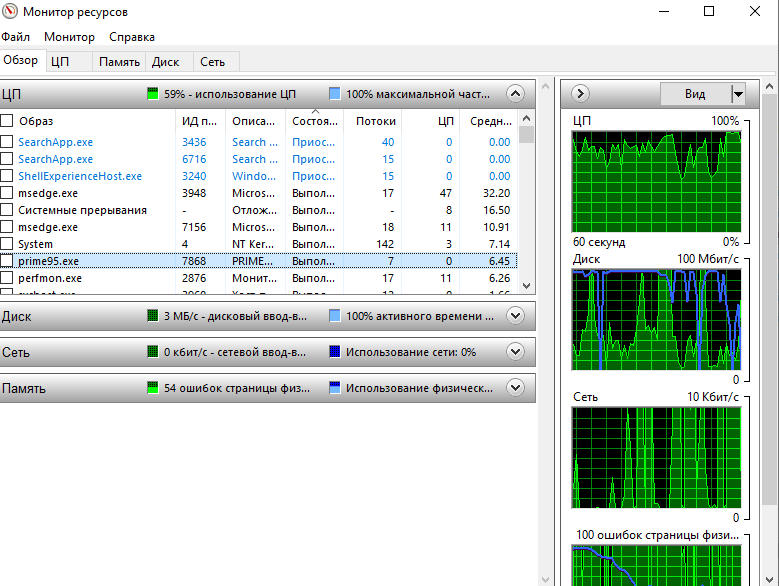 Монитор ресурсов
Файл Монитор Справка
Обзор ЦП Память Диск Сеть
ЦП 59% - использование ЦП 100% максимальной част...
Образ ИД п... Описа... Состоя... Потоки ЦП Средн...
SearchApp.exe 3436 Search ... Приос... 40 0 0.00
SearchApp.exe 6716 Search ... Приос... 15 0 0.00
ShellExperienceHost.exe 3240 Windo... Приос... 15 0 0.00
msedge.exe 3948 Micros... Выпол... 17 47 32.20
Системные прерывания - Отлож... Выпол... - 8 16.50
msedge.exe 7156 Micros... Выпол... 18 11 10.91
System 4 NT Ker... Выпол... 142 3 7.14
prime95.exe 7868 PRIME... Выпол... 7 0 6.45
perfmon.exe 2876 Монит... Выпол... 17 11 6.26
Диск 3 МБ/с - дисковый ввод-в... 100% активного времени ...
Сеть 0 кбит/с - сетевой ввод-в... Использование сети: 0%
Память 54 ошибок страницы физ... Использование физическ...
Вид
ЦП 100%
60 секунд 0%
Диск 100 Мбит/с
0
Сеть 10 Кбит/с
0
100 ошибок страницы физи...